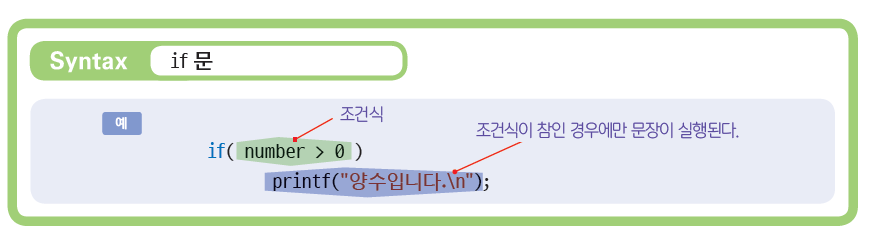 Syntax if 문
예
조건식
조건식이 참인 경우에만 문장이 실행된다.
if( number > 0 )
printf("양수입니다.\n");